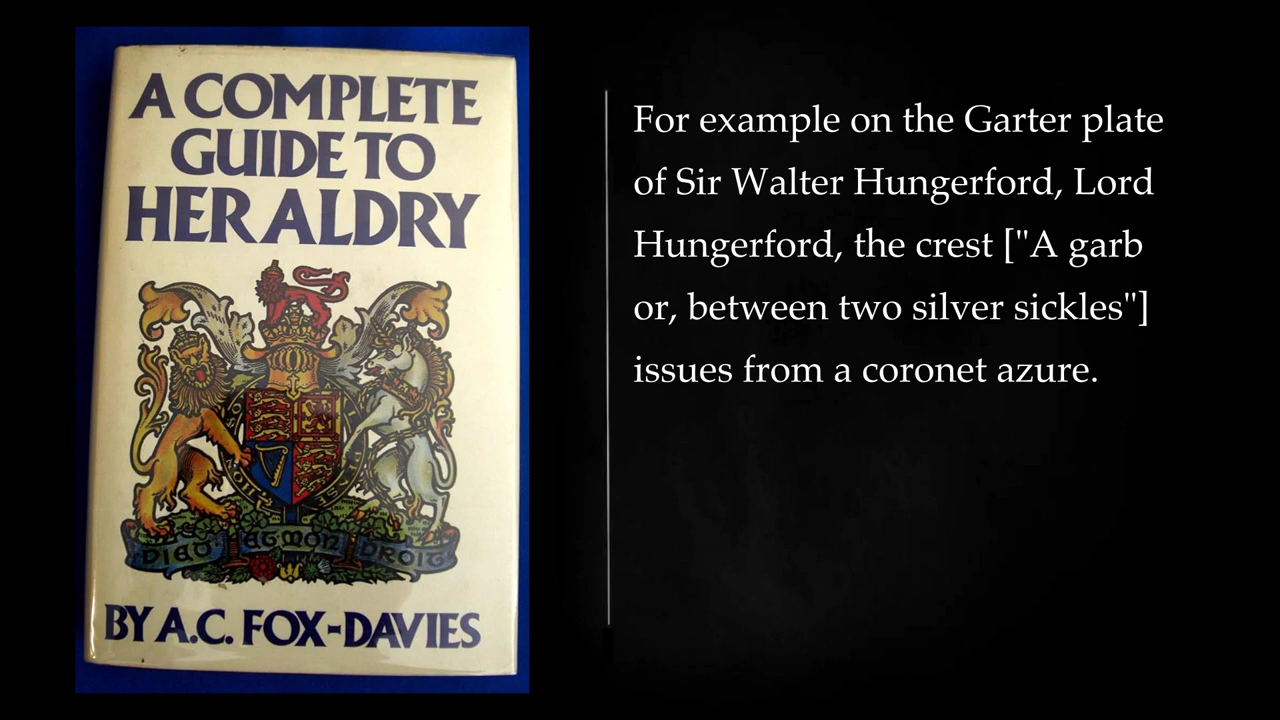 A COMPLETE
GUIDE TO
HERALDRY
DIEU ET MON DROIT
BY A.C. FOX-DAVIES
For example on the Garter plate
of Sir Walter Hungerford, Lord
Hungerford, the crest ["A garb
or, between two silver sickles"]
issues from a coronet azure.